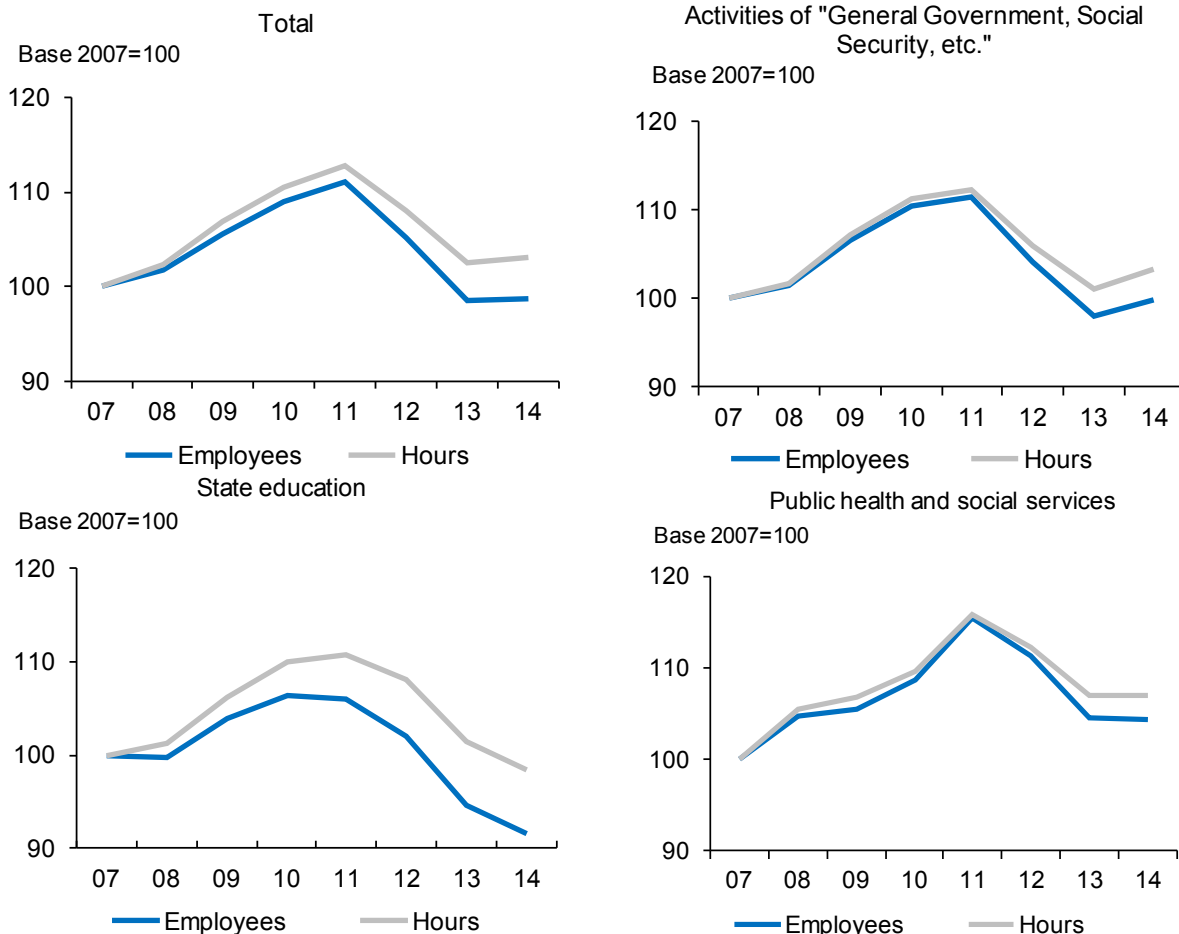 Total
Base 2007=100
120
110
100
90
07 08 09 10 11 12 13 14
Employees Hours
Activities of "General Government, Social
Security, etc."
Base 2007=100
120
110
100
90
07 08 09 10 11 12 13 14
Employees Hours
State education
Base 2007=100
120
110
100
90
07 08 09 10 11 12 13 14
Employees Hours
Public health and social services
Base 2007=100
120
110
100
90
07 08 09 10 11 12 13 14
Employees Hours